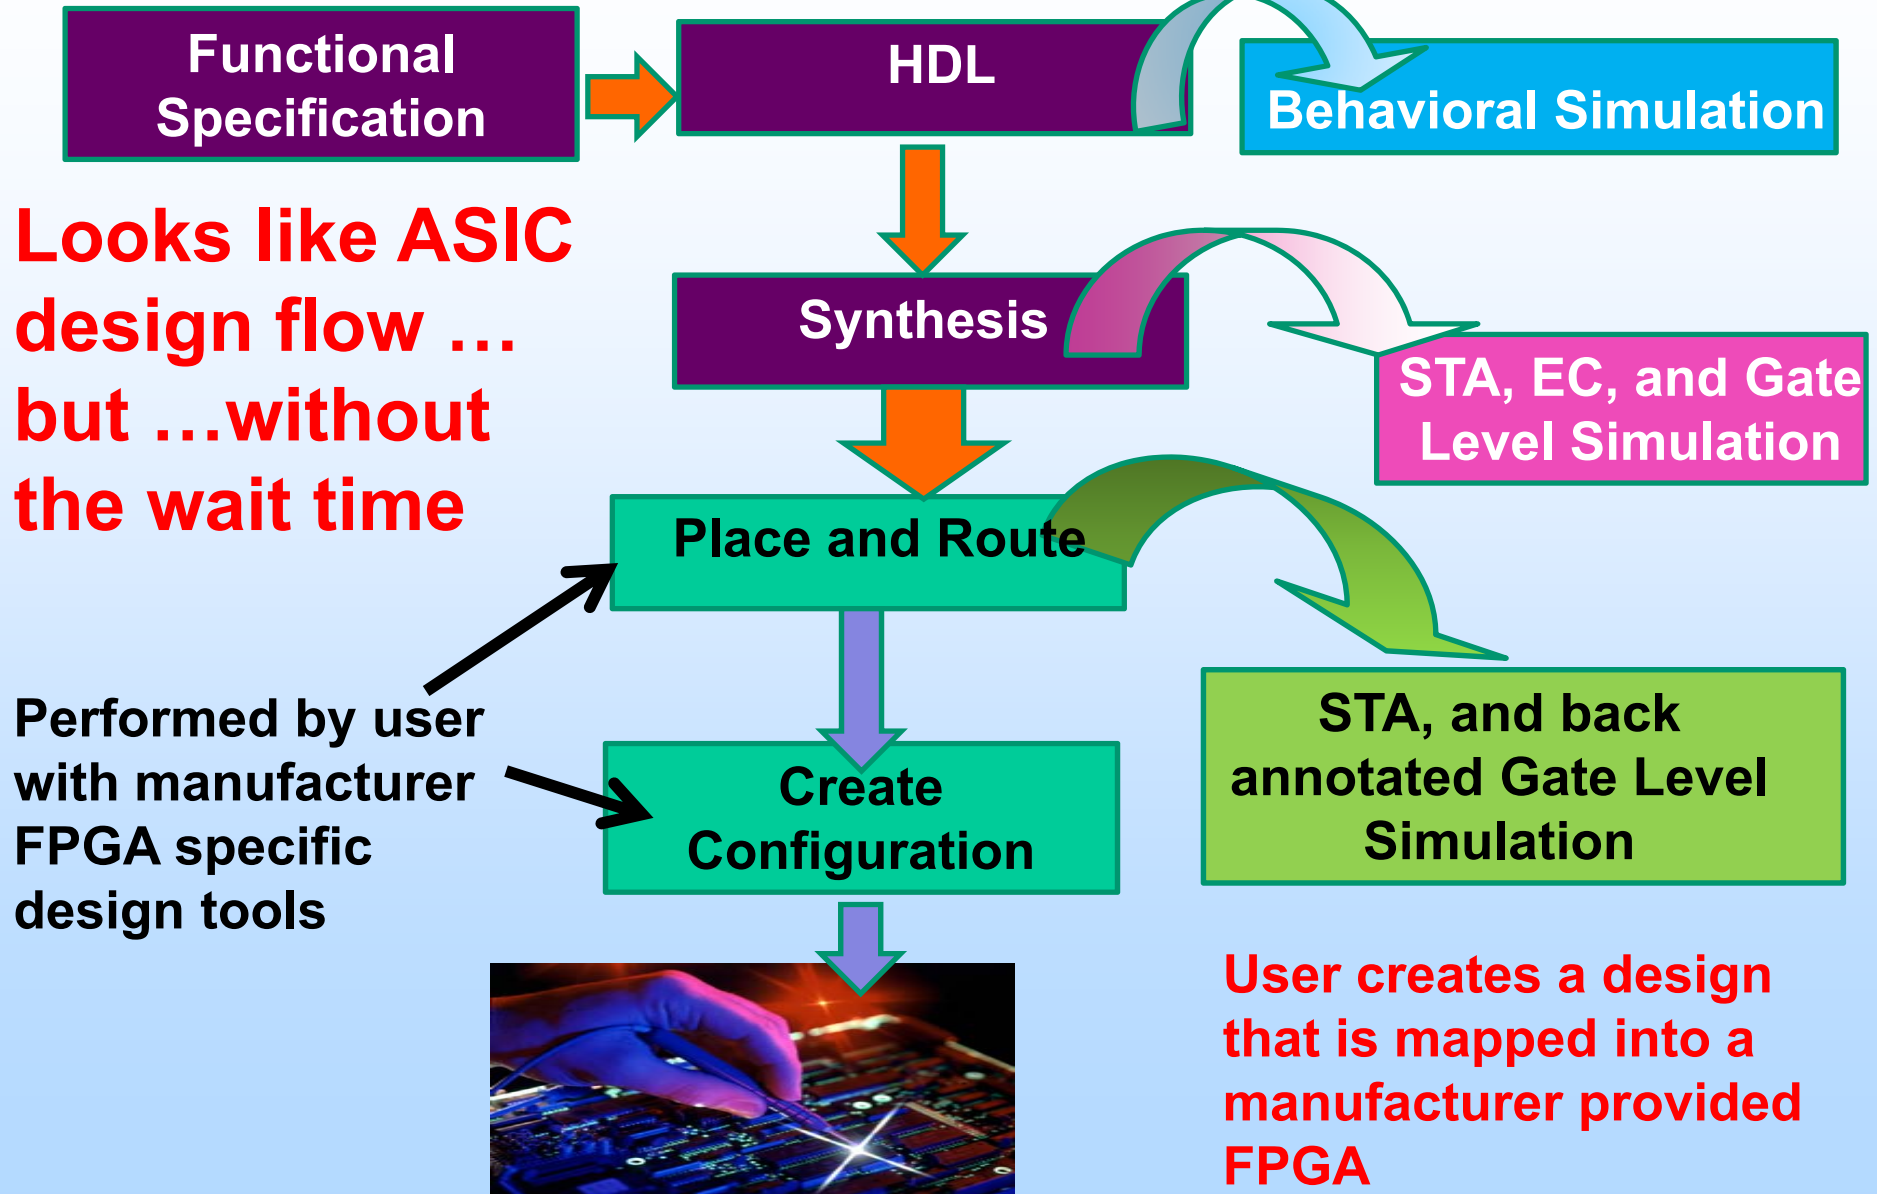 Functional
Specification
HDL
Behavioral Simulation
Looks like ASIC
design flow …
but …without
the wait time
Synthesis
STA, EC, and Gate
Level Simulation
Place and Route
Performed by user
with manufacturer
FPGA specific
design tools
STA, and back
annotated Gate Level
Simulation
Create
Configuration
User creates a design
that is mapped into a
manufacturer provided
FPGA